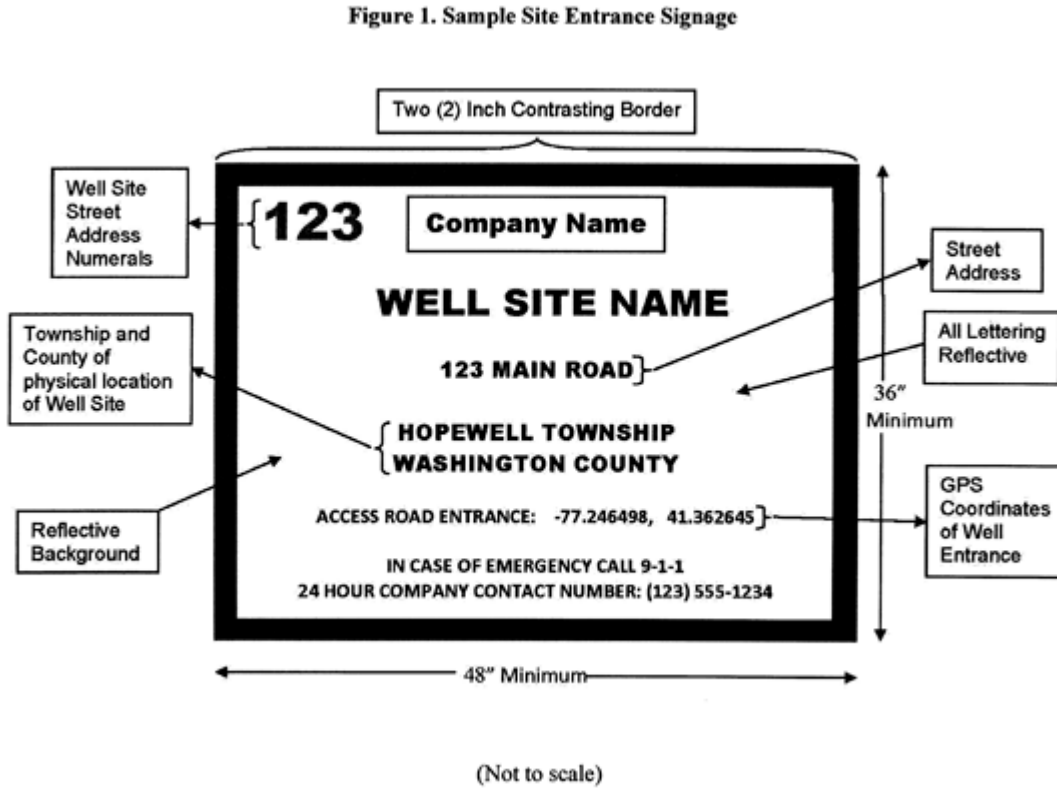 Figure 1. Sample Site Entrance Signage
Two (2) Inch Contrasting Border
Well Site
Street
Address
Numerals
123
Company Name
Street
Address
WELL SITE NAME
Township and
County of
physical location
of Well Site
All Lettering
Reflective
123 MAIN ROAD
36"
Minimum
HOPEWELL TOWNSHIP
WASHINGTON COUNTY
GPS
Coordinates
of Well
Entrance
Reflective
Background
ACCESS ROAD ENTRANCE: -77.246498, 41.362645
IN CASE OF EMERGENCY CALL 9-1-1
24 HOUR COMPANY CONTACT NUMBER: (123) 555-1234
48" Minimum
(Not to scale)